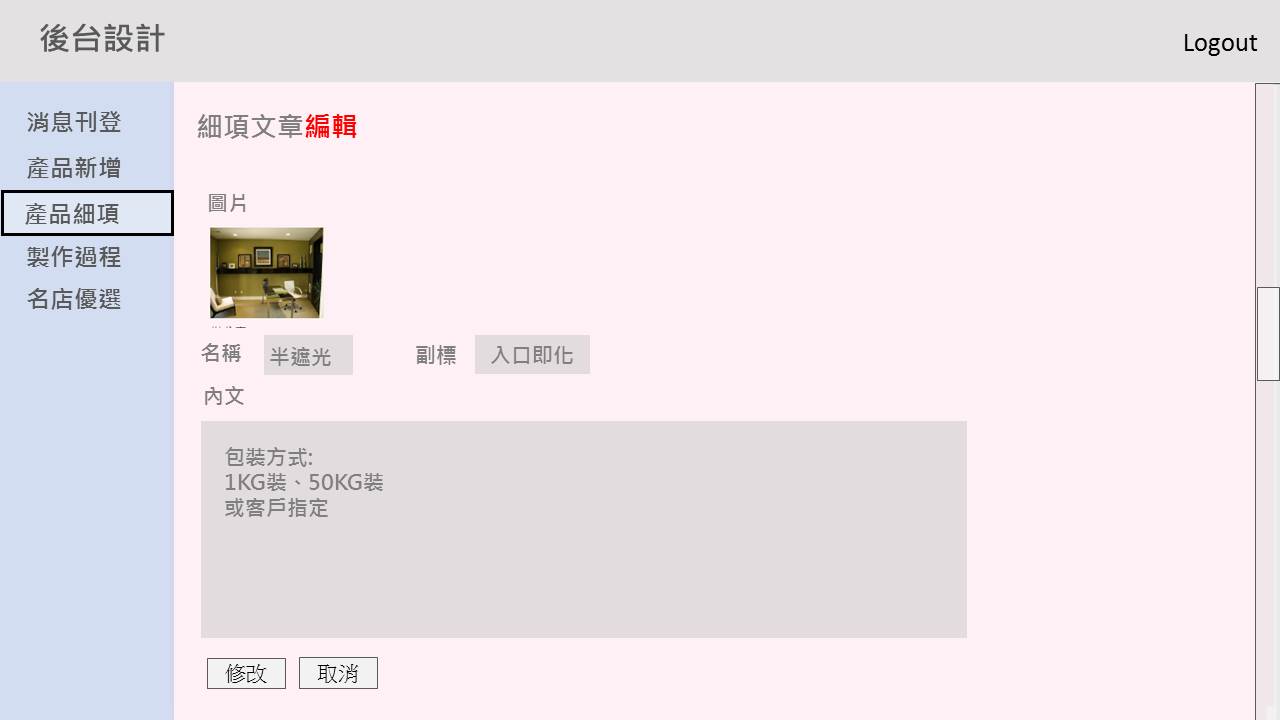 後台設計
Logout
消息刊登
產品新增
產品細項
製作過程
名店優選
細項文章編輯
圖片
名稱 半遮光 副標 入口即化
內文
包裝方式:
1KG裝、50KG裝
或客戶指定
修改 取消